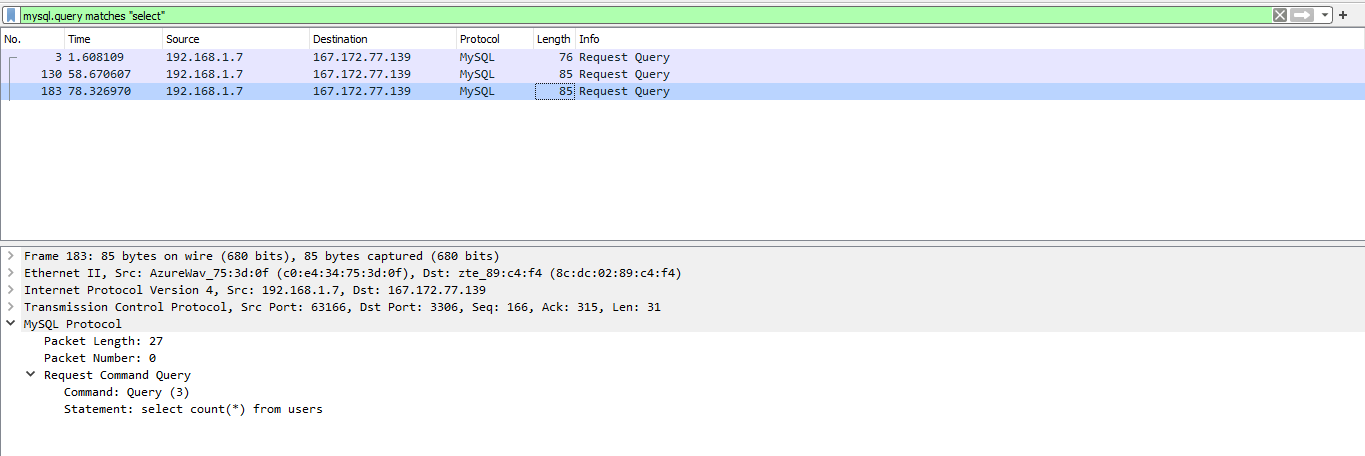 mysql.query matches "select"
No. Time Source Destination Protocol Length Info
3 1.608109 192.168.1.7 167.172.77.139 MySQL 76 Request Query
130 58.670607 192.168.1.7 167.172.77.139 MySQL 85 Request Query
183 78.326970 192.168.1.7 167.172.77.139 MySQL 85 Request Query
Frame 183: 85 bytes on wire (680 bits), 85 bytes captured (680 bits)
Ethernet II, Src: AzureWav_75:3d:0f (c0:e4:34:75:3d:0f), Dst: zte_89:c4:f4 (8c:dc:02:89:c4:f4)
Internet Protocol Version 4, Src: 192.168.1.7, Dst: 167.172.77.139
Transmission Control Protocol, Src Port: 63166, Dst Port: 3306, Seq: 166, Ack: 315, Len: 31
MySQL Protocol
Packet Length: 27
Packet Number: 0
Request Command Query
Command: Query (3)
Statement: select count(*) from users